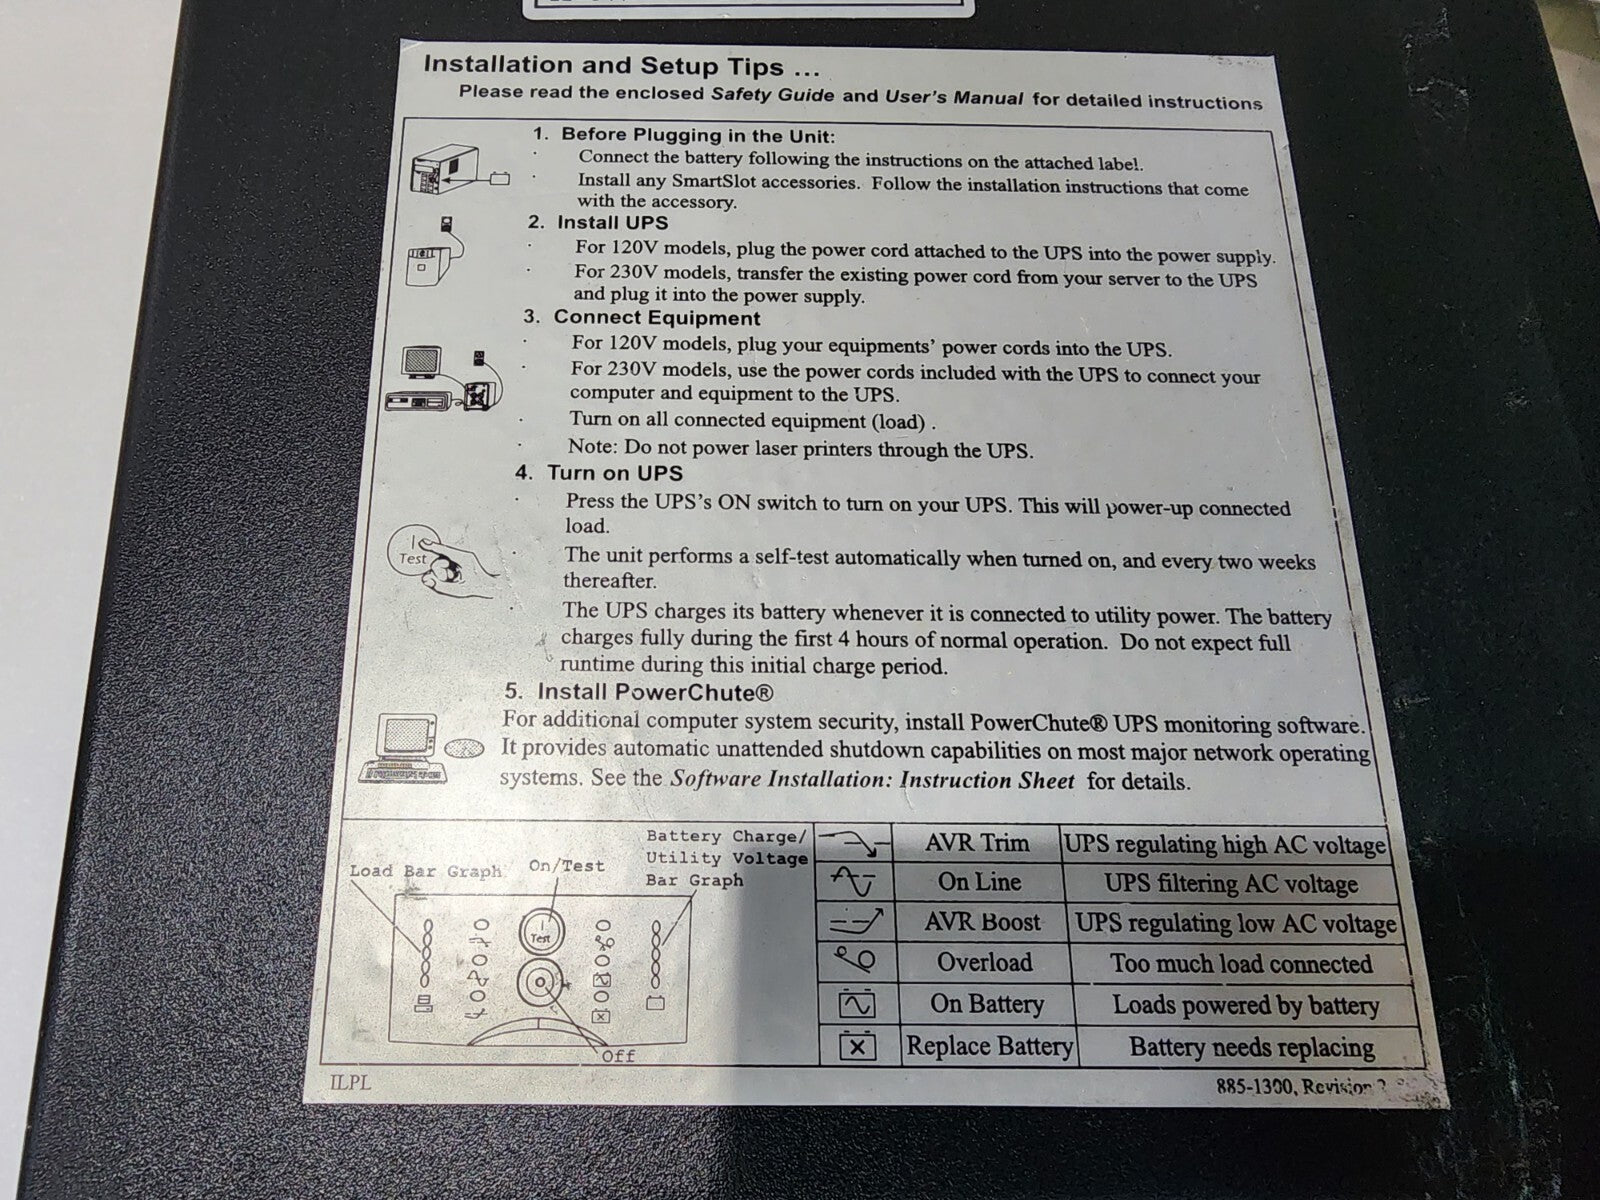 Installation and Setup Tips ...
Please read the enclosed Safety Guide and User's Manual for detailed instructions
1. Before Plugging in the Unit:
· Connect the battery following the instructions on the attached label.
· Install any SmartSlot accessories. Follow the installation instructions that come
with the accessory.
2. Install UPS
· For 120V models, plug the power cord attached to the UPS into the power supply.
· For 230V models, transfer the existing power cord from your server to the UPS
and plug it into the power supply.
3. Connect Equipment
· For 120V models, plug your equipments' power cords into the UPS.
· For 230V models, use the power cords included with the UPS to connect your
computer and equipment to the UPS.
· Turn on all connected equipment (load) .
· Note: Do not power laser printers through the UPS.
4. Turn on UPS
· Press the UPS's ON switch to turn on your UPS. This will power-up connected
load.
Test
· The unit performs a self-test automatically when turned on, and every two weeks
thereafter.
· The UPS charges its battery whenever it is connected to utility power. The battery
charges fully during the first 4 hours of normal operation. Do not expect full
runtime during this initial charge period.
5. Install PowerChute®
For additional computer system security, install PowerChute® UPS monitoring software.
It provides automatic unattended shutdown capabilities on most major network operating
systems. See the Software Installation: Instruction Sheet for details.
Load Bar Graph
On/Test
Battery Charge/
Utility Voltage
Bar Graph
Test
Off
AVR Trim UPS regulating high AC voltage
On Line UPS filtering AC voltage
AVR Boost UPS regulating low AC voltage
Overload Too much load connected
On Battery Loads powered by battery
Replace Battery Battery needs replacing
ILPL
885-1300, Revision